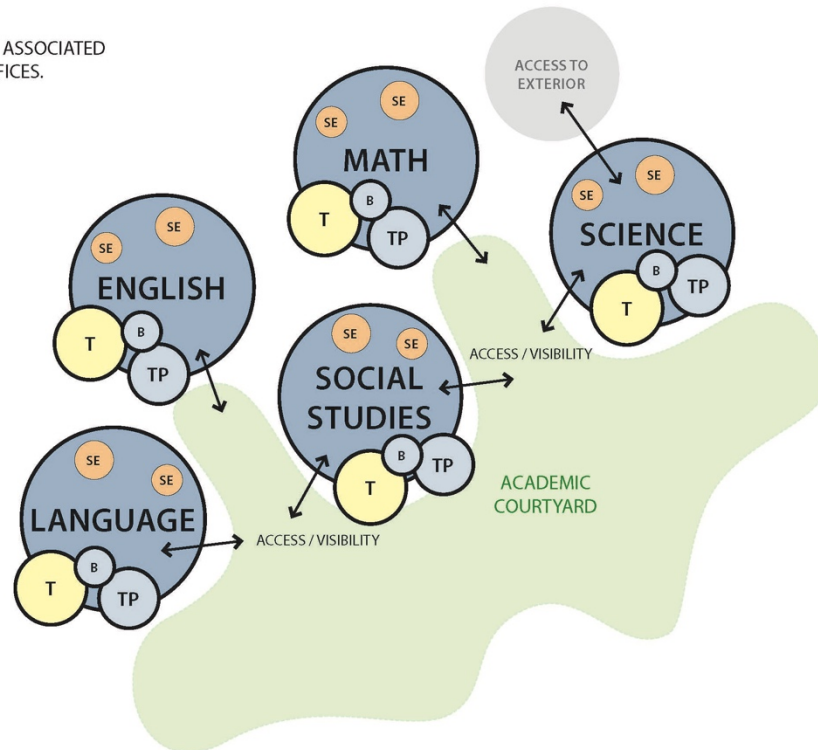 ASSOCIATED
FICES.
ACCESS TO
EXTERIOR
SE
SE
MATH
B
T
TP
SE
SE
SCIENCE
B
TP
T
SE
SE
ENGLISH
B
T
TP
SE
SE
SOCIAL
STUDIES
B
TP
T
ACCESS / VISIBILITY
SE
SE
LANGUAGE
B
T
TP
ACCESS / VISIBILITY
ACADEMIC
COURTYARD